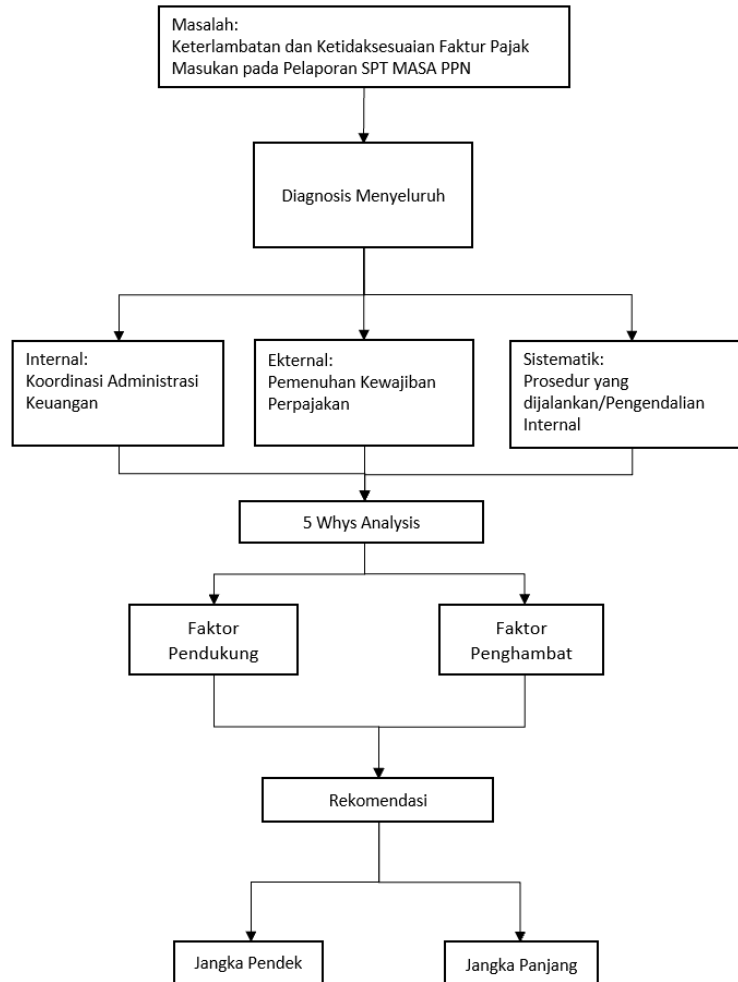 Masalah:
Keterlambatan dan Ketidaksesuaian Faktur Pajak
Masukan pada Pelaporan SPT MASA PPN
Diagnosis Menyeluruh
Internal:
Koordinasi Administrasi
Keuangan
Ekternal:
Pemenuhan Kewajiban
Perpajakan
Sistematik:
Prosedur yang
dijalankan/Pengendalian
Internal
5 Whys Analysis
Faktor
Pendukung
Faktor
Penghambat
Rekomendasi
Jangka Pendek
Jangka Panjang